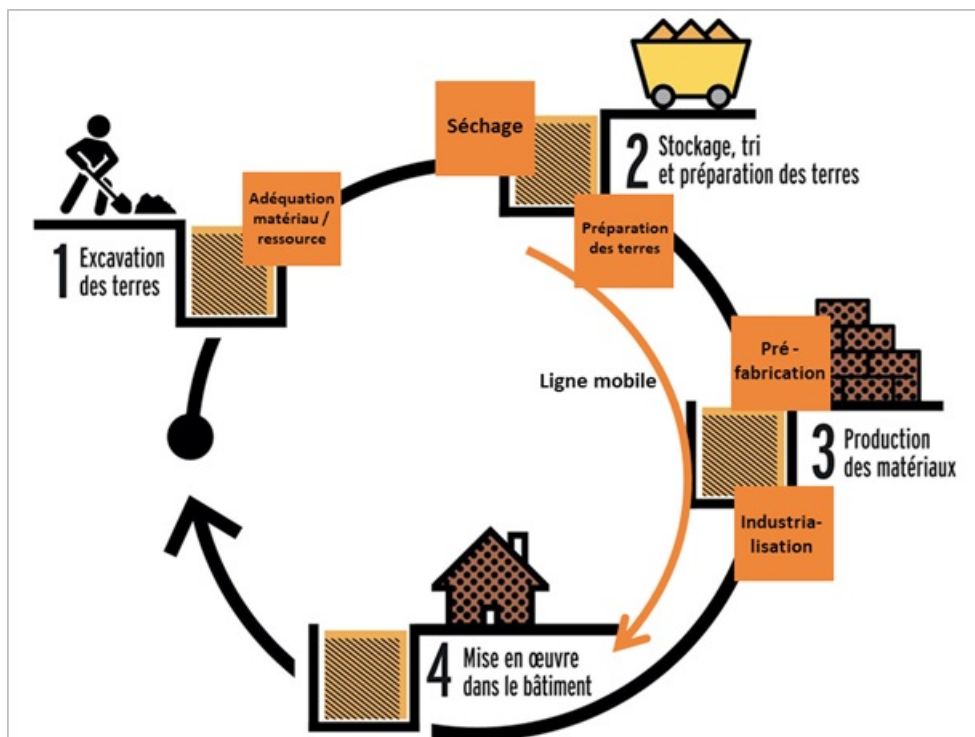 1 Excavation
des terres
Adéquation
matériau /
ressource
Séchage
2 Stockage, tri
et préparation des terres
Préparation
des terres
Ligne mobile
Pré -
fabrication
3 Production
des matériaux
Industria-
lisation
4 Mise en œuvre
dans le bâtiment